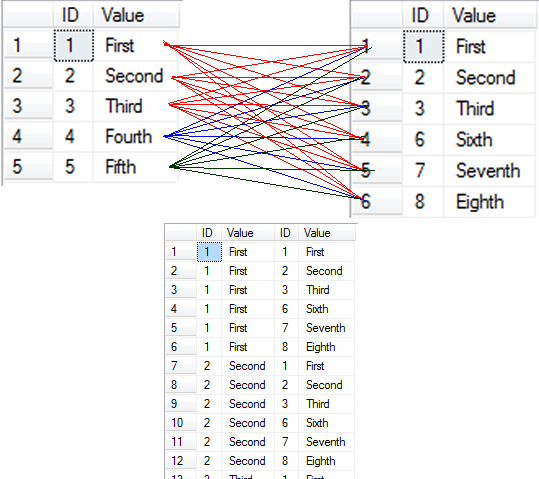 ID Value
1 1 First
2 2 Second
3 3 Third
4 4 Fourth
5 5 Fifth
ID Value
1 1 First
2 2 Second
3 3 Third
4 6 Sixth
5 7 Seventh
6 8 Eighth
ID Value ID Value
1 1 First 1 First
2 1 First 2 Second
3 1 First 3 Third
4 1 First 6 Sixth
5 1 First 7 Seventh
6 1 First 8 Eighth
7 2 Second 1 First
8 2 Second 2 Second
9 2 Second 3 Third
10 2 Second 6 Sixth
11 2 Second 7 Seventh
12 2 Second 8 Eighth
13 3 Third 1 First